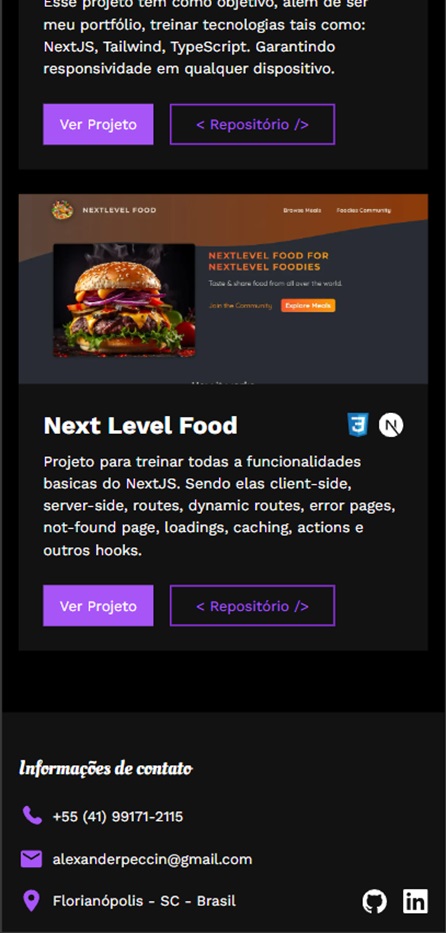 Esse projeto tem como objetivo, além de ser
meu portfólio, treinar tecnologias tais como:
NextJS, Tailwind, TypeScript. Garantindo
responsividade em qualquer dispositivo.
Ver Projeto
< Repositório />
NEXTLEVEL FOOD
Browse Meals
Foodies Community
NEXTLEVEL FOOD FOR
NEXTLEVEL FOODIES
Taste & share food from all over the world.
Join the Community
Explore Meals
How it works
Next Level Food
3
N
Projeto para treinar todas a funcionalidades
basicas do NextJS. Sendo elas client-side,
server-side, routes, dynamic routes, error pages,
not-found page, loadings, caching, actions e
outros hooks.
Ver Projeto
< Repositório />
Informações de contato
+55 (41) 99171-2115
alexanderpeccin@gmail.com
Florianópolis - SC - Brasil
in